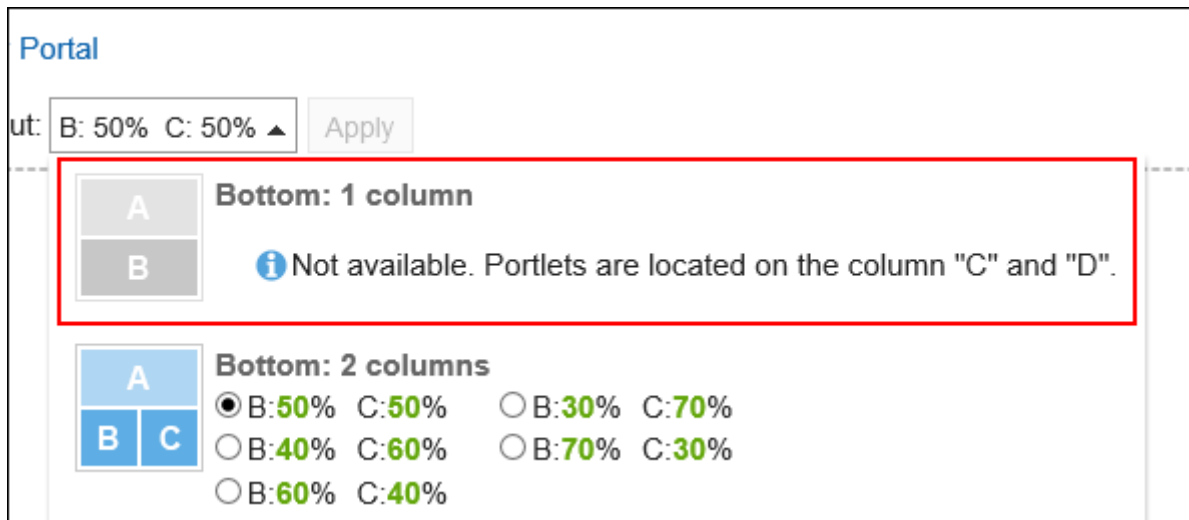 Portal
ut: B: 50% C: 50% Apply
A
Bottom: 1 column
B
Not available. Portlets are located on the column "C" and "D".
A
Bottom: 2 columns
B:50% C:50% B:30% C:70%
B C
B:40% C:60% B:70% C:30%
B:60% C:40%